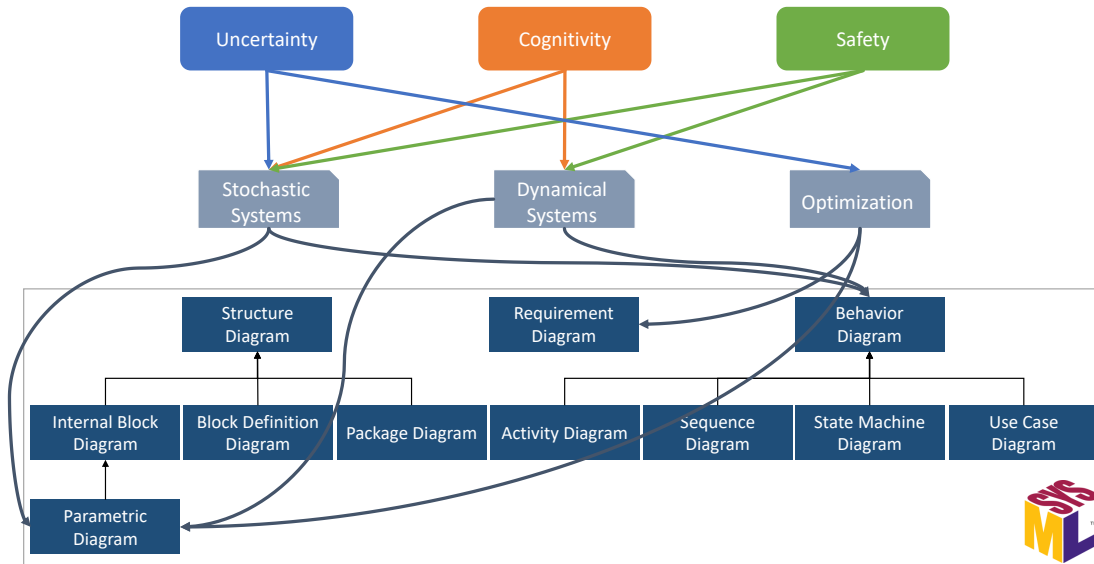 Uncertainty
Cognitivity
Safety
Stochastic
Systems
Dynamical
Systems
Optimization
Structure
Diagram
Requirement
Diagram
Behavior
Diagram
Internal Block
Diagram
Block Definition
Diagram
Package Diagram
Activity Diagram
Sequence
Diagram
State Machine
Diagram
Use Case
Diagram
Parametric
Diagram
SYS
ML